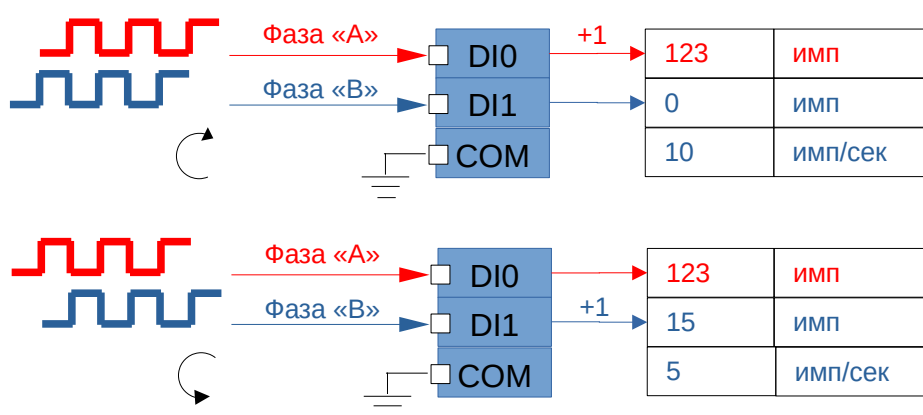 Фаза «А» DI0 +1 123 имп
Фаза «В» DI1 0 имп
COM 10 имп/сек
Фаза «А» DI0 123 имп
Фаза «В» DI1 +1 15 имп
COM 5 имп/сек